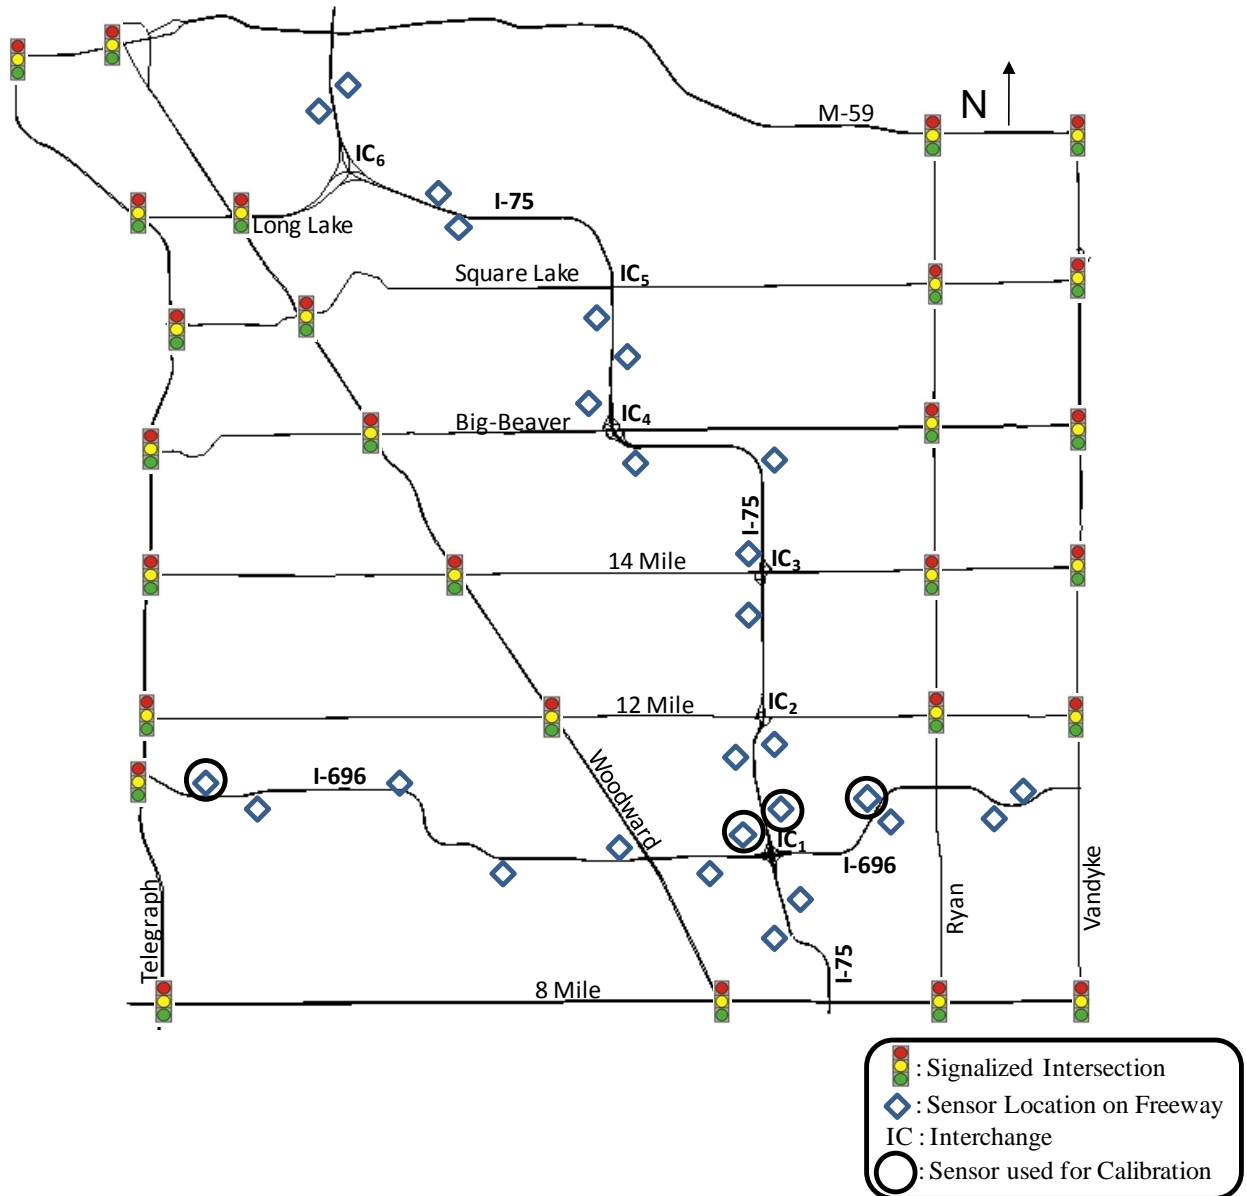 N
M-59
IC6
I-75
Long Lake
Square Lake
IC5
Big-Beaver
IC4
I-75
14 Mile
IC3
12 Mile
IC2
I-696
Woodward
IC1
I-696
Telegraph
Ryan
Vandyke
I-75
8 Mile
: Signalized Intersection
: Sensor Location on Freeway
IC : Interchange
: Sensor used for Calibration